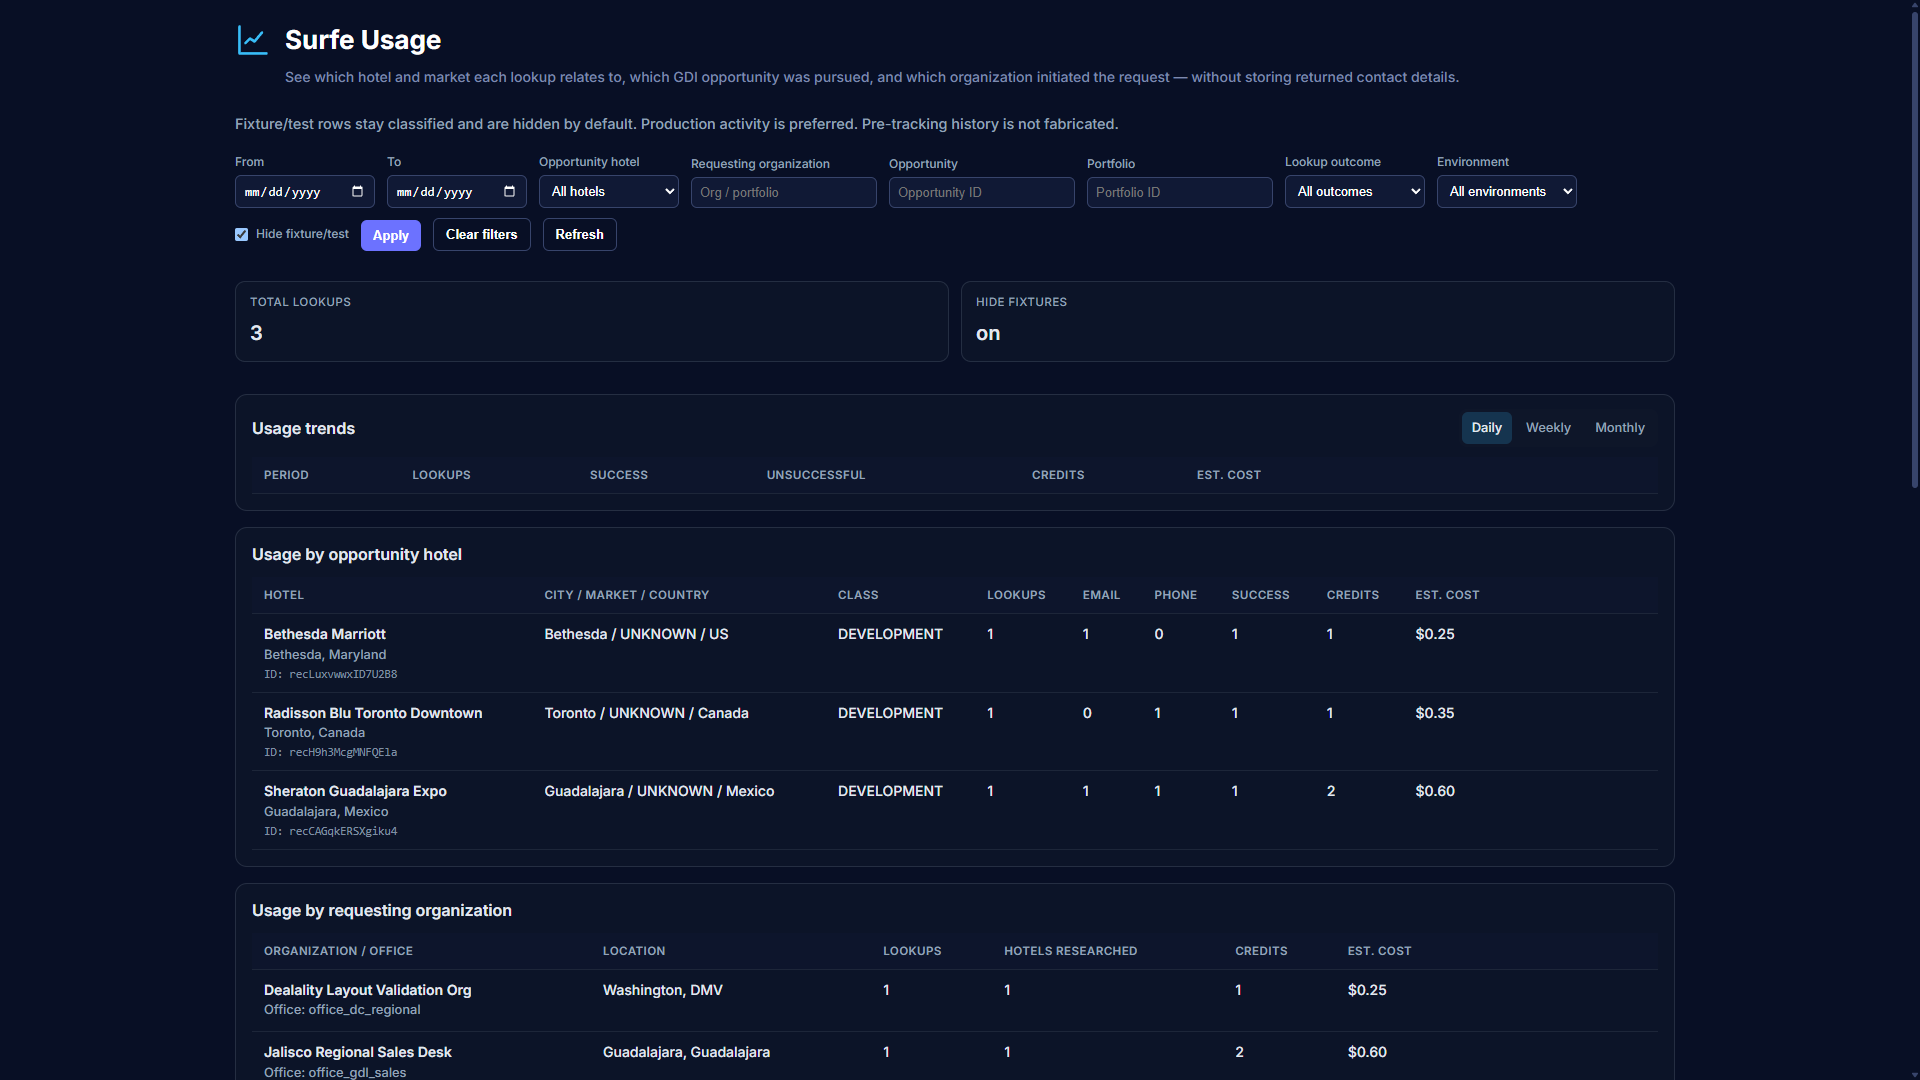 Surfe Usage
See which hotel and market each lookup relates to, which GDI opportunity was pursued, and which organization initiated the request — without storing returned contact details.
Fixture/test rows stay classified and are hidden by default. Production activity is preferred. Pre-tracking history is not fabricated.
From To Opportunity hotel Requesting organization Opportunity Portfolio Lookup outcome Environment
mm/dd/yyyy mm/dd/yyyy All hotels Org / portfolio Opportunity ID Portfolio ID All outcomes All environments
Hide fixture/test Apply Clear filters Refresh
TOTAL LOOKUPS HIDE FIXTURES
3 on
Usage trends Daily Weekly Monthly
PERIOD LOOKUPS SUCCESS UNSUCCESSFUL CREDITS EST. COST
Usage by opportunity hotel
HOTEL CITY / MARKET / COUNTRY CLASS LOOKUPS EMAIL PHONE SUCCESS CREDITS EST. COST
Bethesda Marriott Bethesda / UNKNOWN / US DEVELOPMENT 1 1 0 1 1 $0.25
Bethesda, Maryland
ID: recLuxvwwxID7U2B8
Radisson Blu Toronto Downtown Toronto / UNKNOWN / Canada DEVELOPMENT 1 0 1 1 1 $0.35
Toronto, Canada
ID: recH9h3McgMNFQEla
Sheraton Guadalajara Expo Guadalajara / UNKNOWN / Mexico DEVELOPMENT 1 1 1 1 2 $0.60
Guadalajara, Mexico
ID: recCAGqkERSXgiku4
Usage by requesting organization
ORGANIZATION / OFFICE LOCATION LOOKUPS HOTELS RESEARCHED CREDITS EST. COST
Dealality Layout Validation Org Washington, DMV 1 1 1 $0.25
Office: office_dc_regional
Jalisco Regional Sales Desk Guadalajara, Guadalajara 1 1 2 $0.60
Office: office_gdl_sales